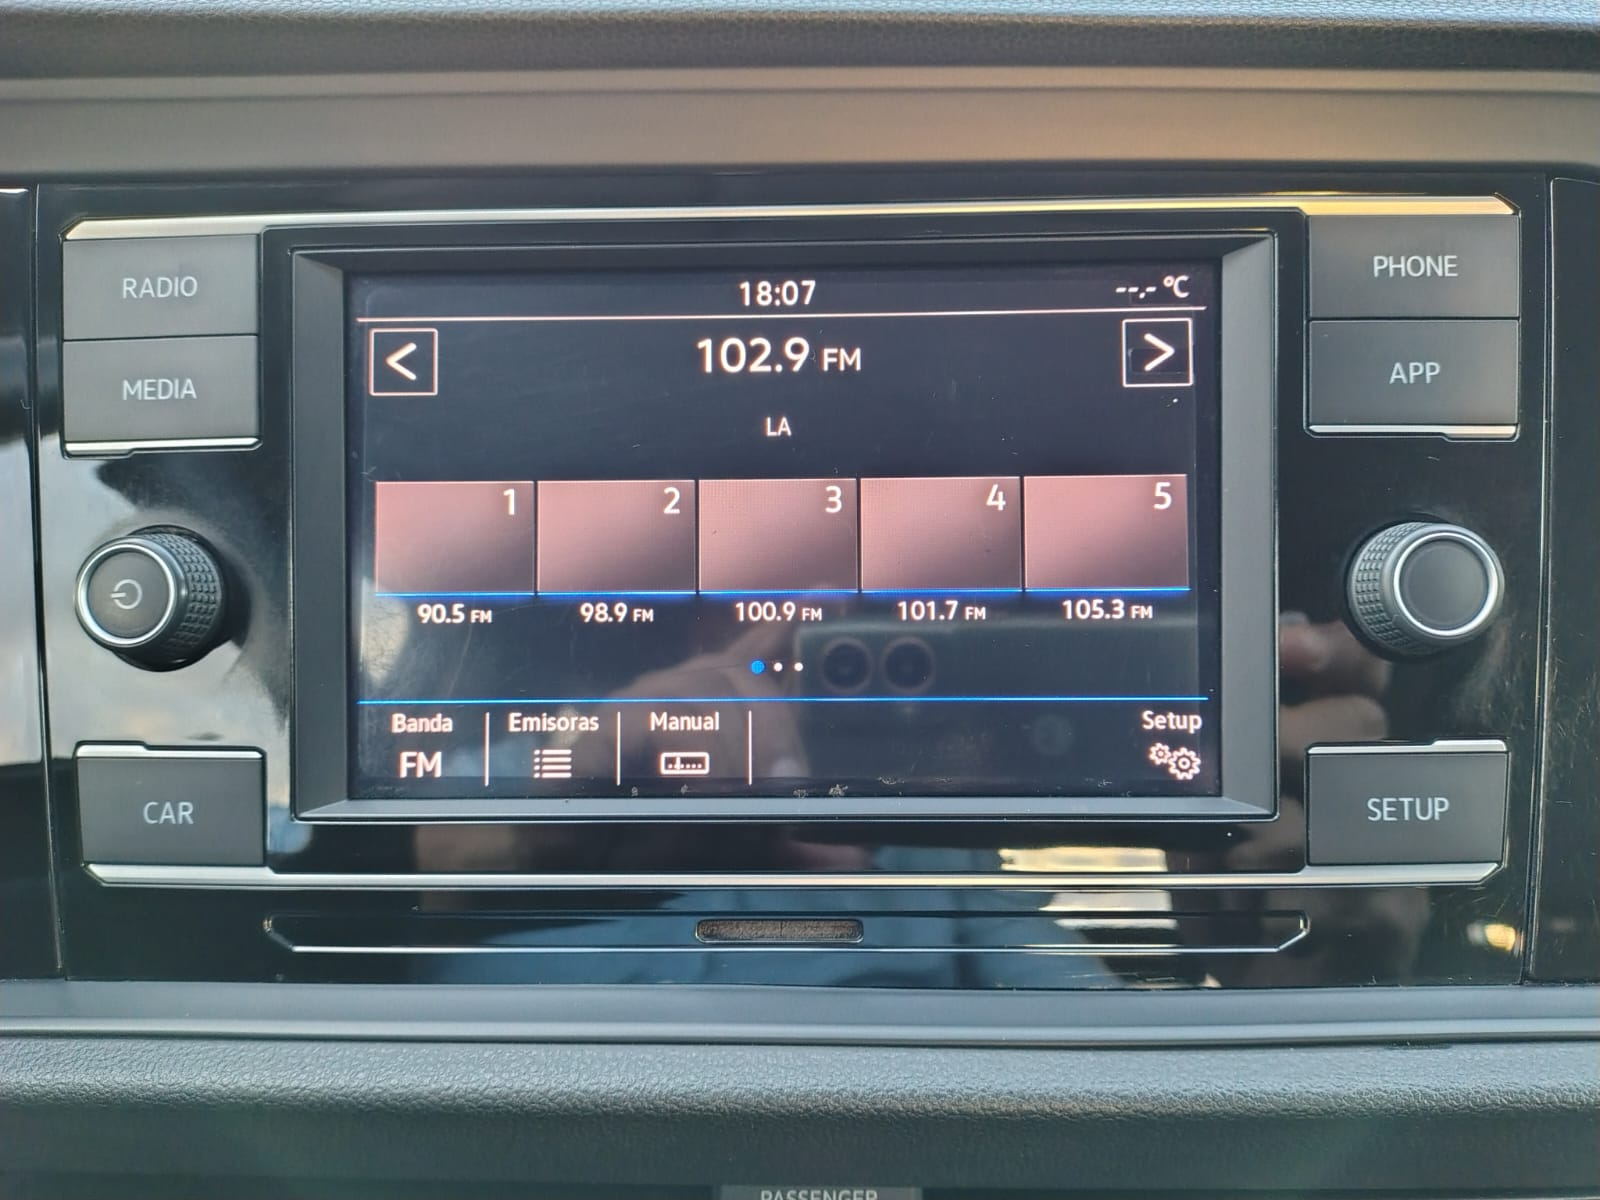 RADIO
MEDIA
CAR
18:07
--.- °C
<
102.9 FM
>
LA
1
2
3
4
5
90.5 FM
98.9 FM
100.9 FM
101.7 FM
105.3 FM
Banda
FM
Emisoras
Manual
Setup
PHONE
APP
SETUP
PASSENGER